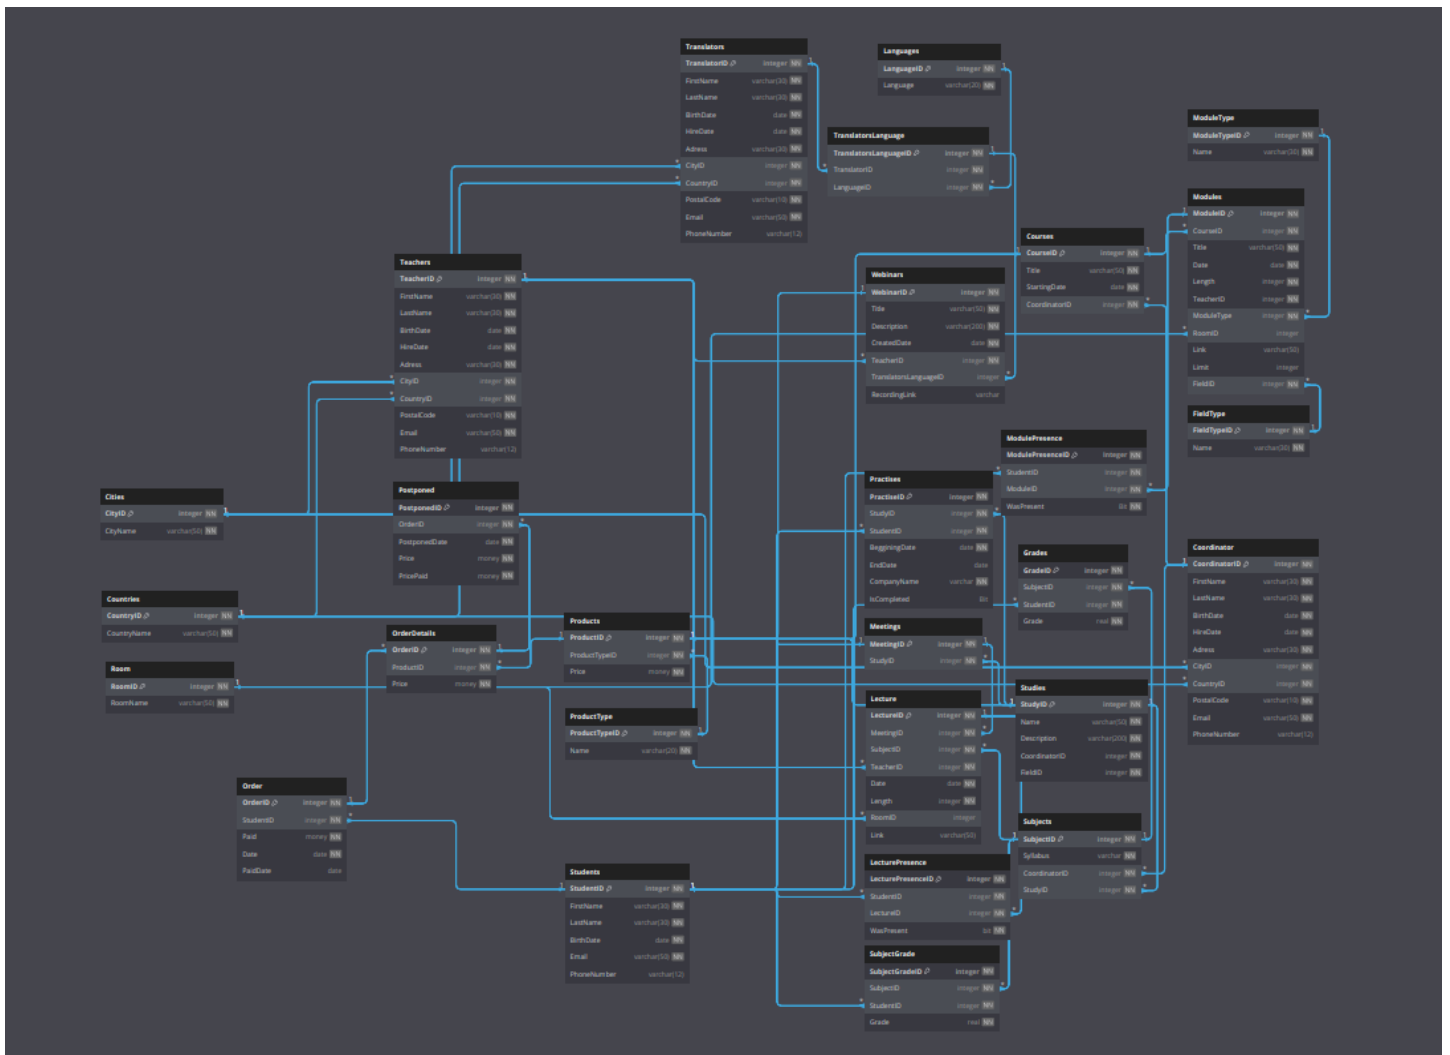 Translators
TranslatorID integer NN
FirstName varchar(30) NN
LastName varchar(30) NN
BirthDate date NN
HireDate date NN
Adress varchar(30) NN
CityID integer NN
CountryID integer NN
PostalCode varchar(10) NN
Email varchar(50) NN
PhoneNumber varchar(12)
Languages
LanguageID integer NN
Language varchar(20) NN
TranslatorsLanguage
TranslatorsLanguageID integer NN
TranslatorID integer NN
LanguageID integer NN
ModuleType
ModuleTypeID integer NN
Name varchar(30) NN
Modules
ModuleID integer NN
CourseID integer NN
Title varchar(50) NN
Date date NN
Length integer NN
TeacherID integer NN
ModuleType integer NN
RoomID integer
Link varchar(50)
Limit integer
FieldID integer NN
Courses
CourseID integer NN
Title varchar(50) NN
StartingDate date NN
CoordinatorID integer NN
Teachers
TeacherID integer NN
FirstName varchar(30) NN
LastName varchar(30) NN
BirthDate date NN
HireDate date NN
Adress varchar(30) NN
CityID integer NN
CountryID integer NN
PostalCode varchar(10) NN
Email varchar(50) NN
PhoneNumber varchar(12)
Webinars
WebinarID integer NN
Title varchar(50) NN
Description varchar(200) NN
CreatedDate date NN
TeacherID integer NN
TranslatorsLanguageID integer
RecordingLink varchar
FieldType
FieldTypeID integer NN
Name varchar(30) NN
ModulePresence
ModulePresenceID integer NN
StudentID integer NN
ModuleID integer NN
WasPresent Bit NN
Practises
PractiseID integer NN
StudyID integer NN
StudentID integer NN
BegginingDate date NN
EndDate date
CompanyName varchar NN
IsCompleted Bit NN
Cities
CityID integer NN
CityName varchar(50) NN
Postponed
PostponedID integer NN
OrderID integer NN
PostponedDate date NN
Price money NN
PricePaid money NN
Grades
GradeID integer NN
SubjectID integer NN
StudentID integer NN
Grade real NN
Coordinator
CoordinatorID integer NN
FirstName varchar(30) NN
LastName varchar(30) NN
BirthDate date NN
HireDate date NN
Adress varchar(30) NN
CityID integer NN
CountryID integer NN
PostalCode varchar(10) NN
Email varchar(50) NN
PhoneNumber varchar(12)
Countries
CountryID integer NN
CountryName varchar(50) NN
Room
RoomID integer NN
RoomName varchar(50) NN
OrderDetails
OrderID integer NN
ProductID integer NN
Price money NN
Products
ProductID integer NN
ProductTypeID integer NN
Price money NN
Meetings
MeetingID integer NN
StudyID integer NN
ProductType
ProductTypeID integer NN
Name varchar(20) NN
Lecture
LectureID integer NN
MeetingID integer NN
SubjectID integer NN
TeacherID integer NN
Date date NN
Length integer NN
RoomID integer
Link varchar(50)
Studies
StudyID integer NN
Name varchar(50) NN
Description varchar(200) NN
CoordinatorID integer NN
FieldID integer NN
Order
OrderID integer NN
StudentID integer NN
Paid money NN
Date date NN
PaidDate date
Subjects
SubjectID integer NN
Syllabus varchar NN
CoordinatorID integer NN
StudyID integer NN
Students
StudentID integer NN
FirstName varchar(30) NN
LastName varchar(30) NN
BirthDate date NN
Email varchar(50) NN
PhoneNumber varchar(12)
LecturePresence
LecturePresenceID integer NN
StudentID integer NN
LectureID integer NN
WasPresent bit NN
SubjectGrade
SubjectGradeID integer NN
SubjectID integer NN
StudentID integer NN
Grade real NN